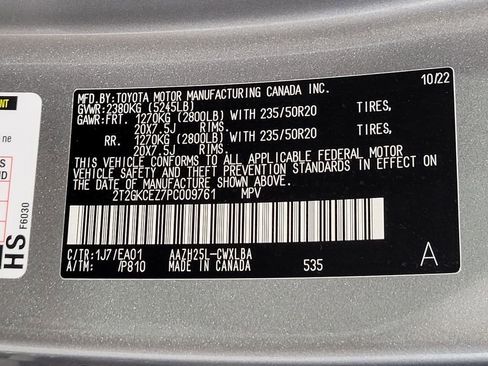 MFD.BY:TOYOTA MOTOR MANUFACTURING CANADA INC. 10/22
GVWR:2380KG (5245LB)
GAWR:FRT. 1270KG (2800LB) WITH 235/50R20 TIRES,
20X7.5J RIMS.
RR. 1270KG (2800LB) WITH 235/50R20 TIRES,
20X7.5J RIMS.
THIS VEHICLE CONFORMS TO ALL APPLICABLE FEDERAL MOTOR
VEHICLE SAFETY AND THEFT PREVENTION STANDARDS IN EFFECT ON
THE DATE OF MANUFACTURE SHOWN ABOVE.
2T2GKCEZ7PC009761 MPV
C/TR:1J7/EA01 AAZH25L-CWXLBA
A/TM: /P810 MADE IN CANADA 535 A
ne
S
ND
HS F6030